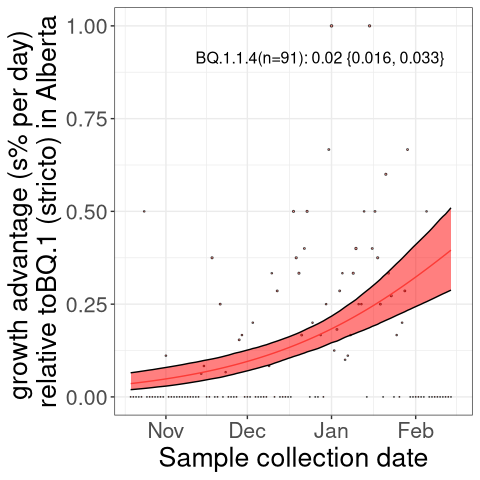 growth advantage (s% per day)
relative toBQ.1 (stricto) in Alberta
1.00
0.75
0.50
0.25
0.00
BQ.1.1.4(n=91): 0.02 {0.016, 0.033}
Nov Dec Jan Feb
Sample collection date